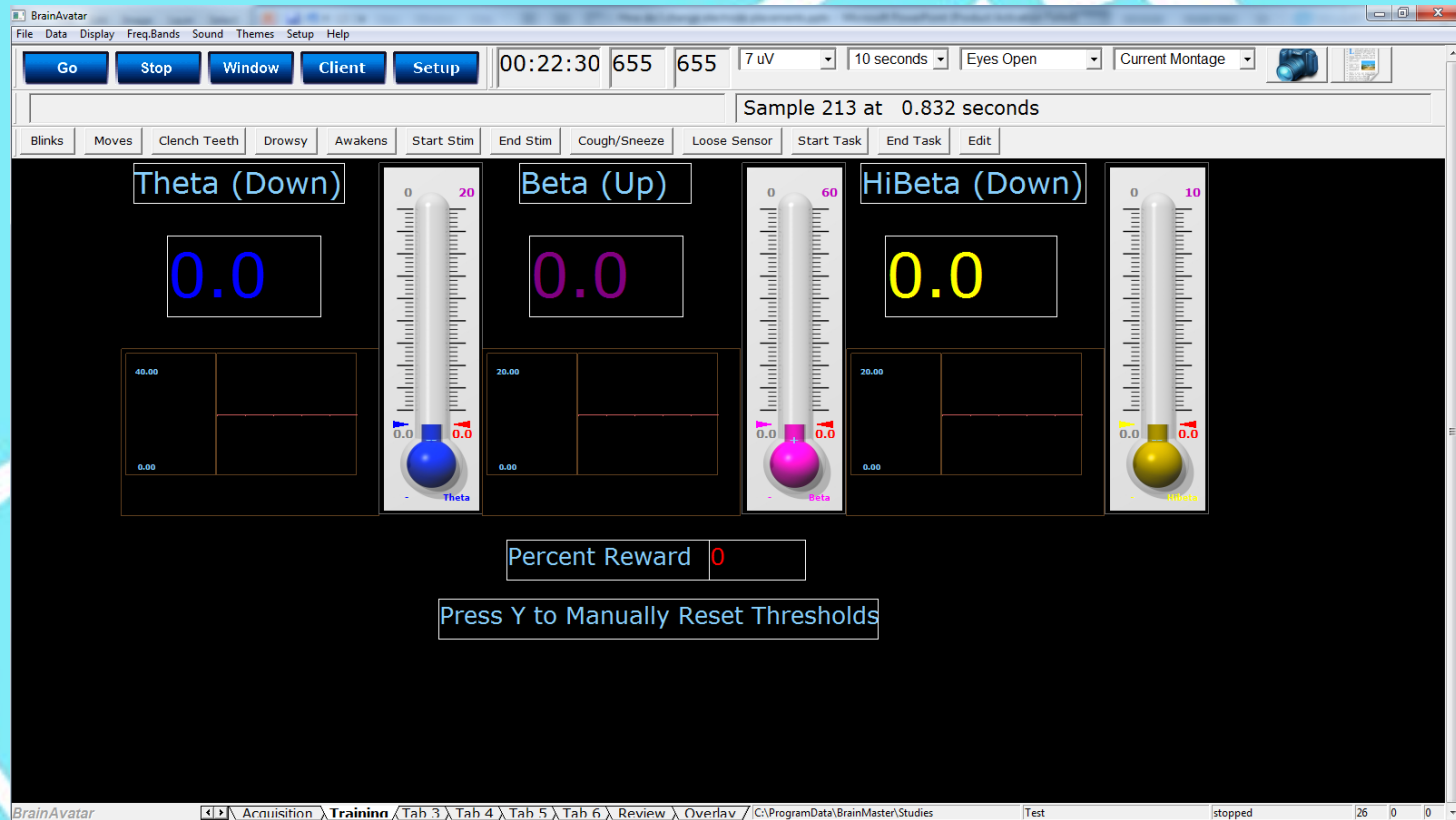 BrainAvatar
File Data Display Freq.Bands Sound Themes Setup Help
Go Stop Window Client Setup 00:22:30 655 655 7 uV 10 seconds Eyes Open Current Montage
Sample 213 at 0.832 seconds
Blinks Moves Clench Teeth Drowsy Awakens Start Stim End Stim Cough/Sneeze Loose Sensor Start Task End Task Edit
Theta (Down) 0 20 Beta (Up) 0 60 HiBeta (Down) 0 10
0.0 0.0 0.0
40.00 20.00 20.00
0.0 0.0 0.0 0.0 0.0 0.0
0.00 0.00 0.00
- Theta - Beta Hibeta
Percent Reward 0
Press Y to Manually Reset Thresholds
BrainAvatar Acquisition Training Tab 3 Tab 4 Tab 5 Tab 6 Review Overlay C:\ProgramData\BrainMaster\Studies Test stopped 26 0 0